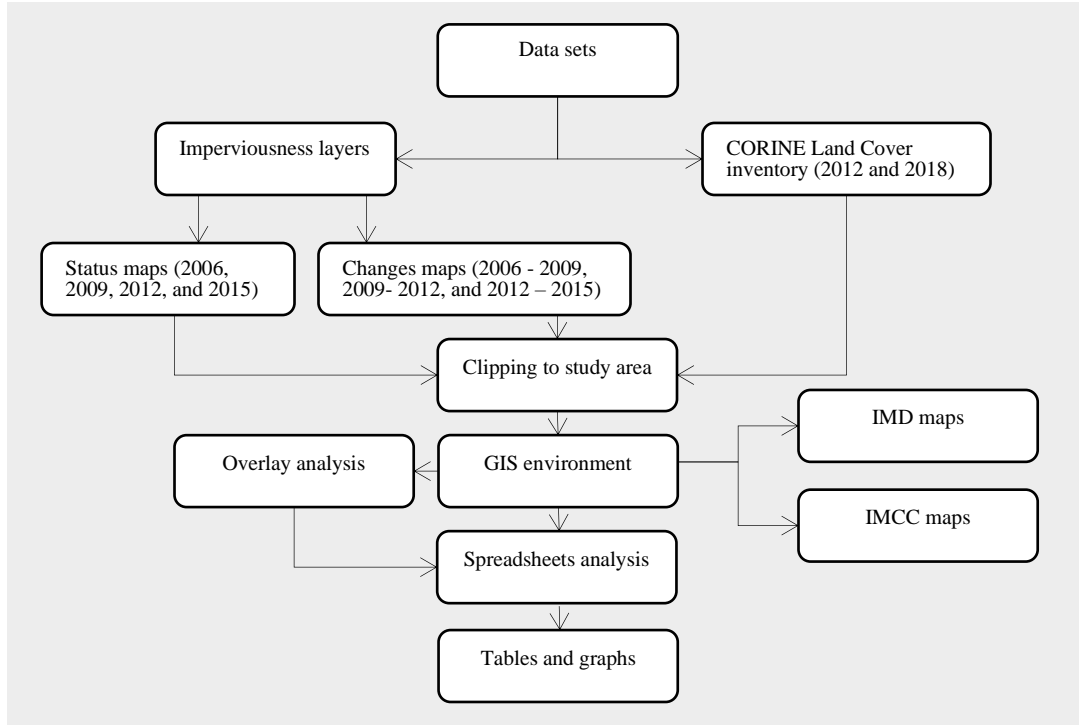 Data sets
Imperviousness layers
CORINE Land Cover
inventory (2012 and 2018)
Status maps (2006,
2009, 2012, and 2015)
Changes maps (2006 - 2009,
2009- 2012, and 2012 – 2015)
Clipping to study area
IMD maps
Overlay analysis
GIS environment
IMCC maps
Spreadsheets analysis
Tables and graphs